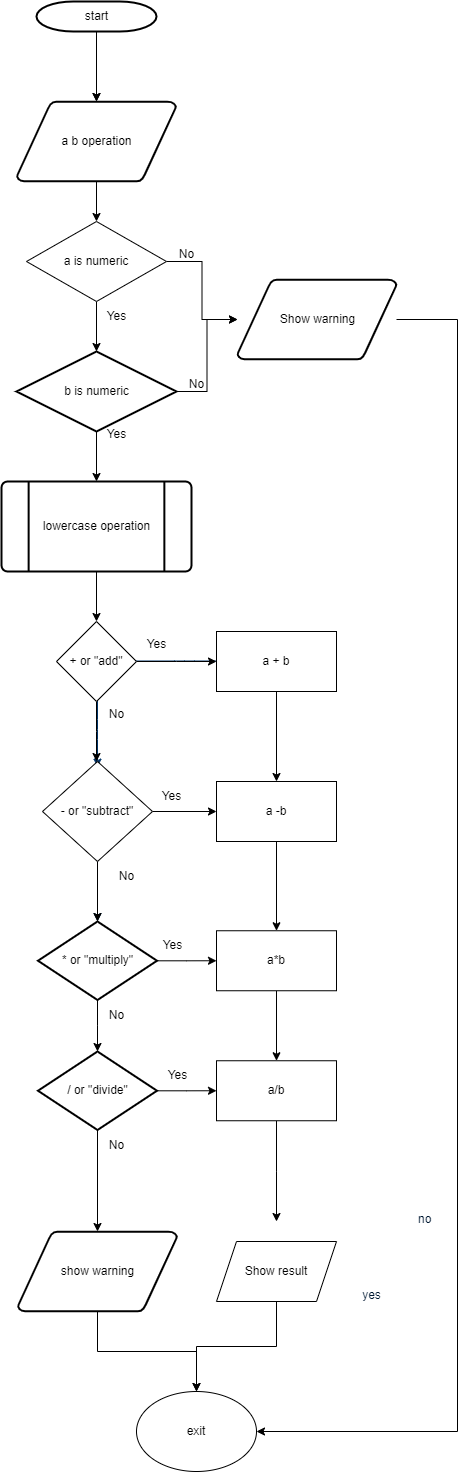 start
a b operation
a is numeric
No
Yes
Show warning
b is numeric
No
Yes
lowercase operation
+ or "add"
Yes
a + b
No
- or "subtract"
Yes
a -b
No
* or "multiply"
Yes
a*b
No
/ or "divide"
Yes
a/b
No
no
show warning
Show result
yes
exit